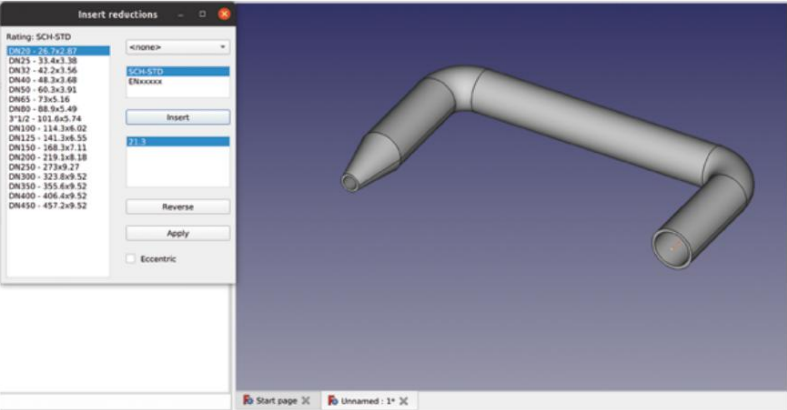 Insert reductions
Rating: SCH-STD
DN20 - 26.7x2.87
DN25 - 33.4x3.38
DN32 - 42.2x3.56
DN40 - 48.3x3.68
DN50 - 60.3x3.91
DN65 - 73x5.16
DN80 - 88.9x5.49
3"1/2 - 101.6x5.74
DN100 - 114.3x6.02
DN125 - 141.3x6.55
DN150 - 168.3x7.11
DN200 - 219.1x8.18
DN250 - 273x9.27
DN300 - 323.8x9.52
DN350 - 355.6x9.52
DN400 - 406.4x9.52
DN450 - 457.2x9.52
<none>
SCH-STD
ENxxxxx
Insert
21.3
Reverse
Apply
Eccentric
Start page
Unnamed : 1*